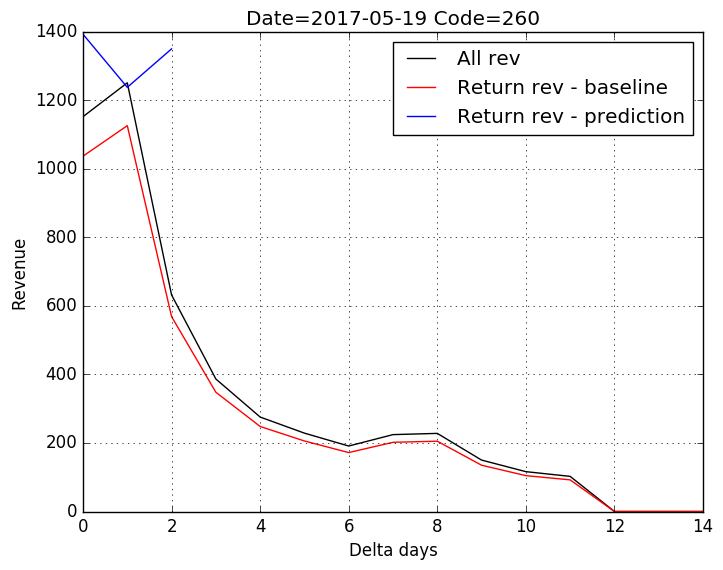 Date=2017-05-19 Code=260
1400
1200
1000
800
600
400
200
0
Revenue
All rev
Return rev - baseline
Return rev - prediction
0 2 4 6 8 10 12 14
Delta days